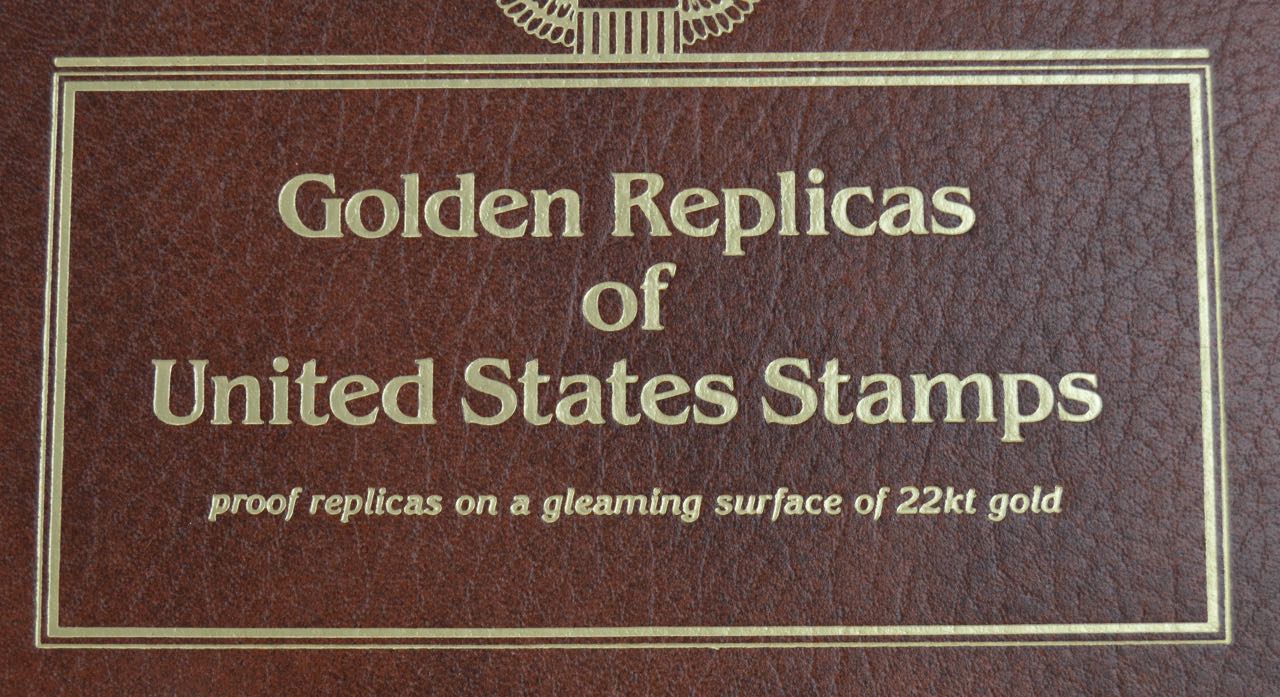 Golden Replicas
of
United States Stamps
proof replicas on a gleaming surface of 22kt gold